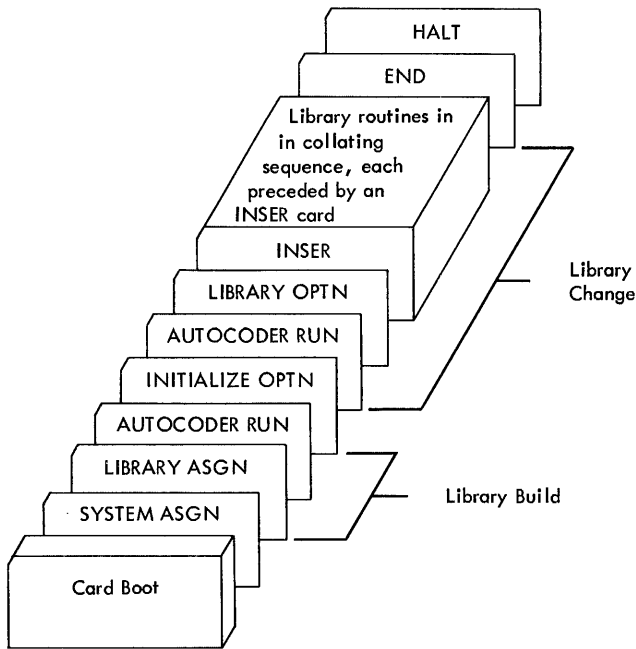 HALT
END
Library routines in
in collating
sequence, each
preceded by an
INSER card
INSER
LIBRARY OPTN
AUTOCODER RUN
INITIALIZE OPTN
AUTOCODER RUN
LIBRARY ASGN
SYSTEM ASGN
Card Boot
Library
Change
Library Build